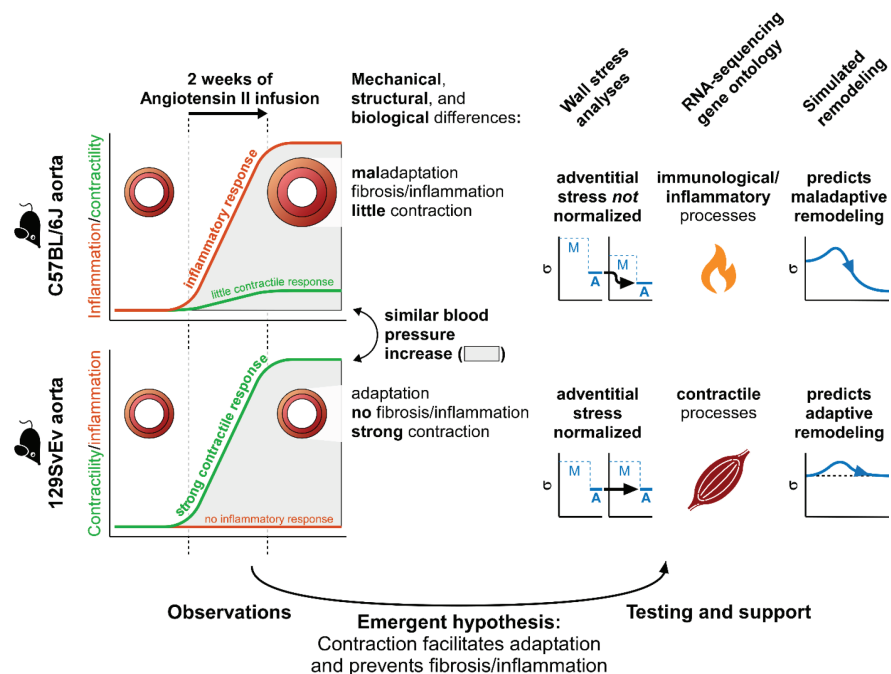 2 weeks of
Angiotensin II infusion
Mechanical,
structural, and
biological differences:
Wall stress
analyses
RNA-sequencing
gene ontology
Simulated
remodeling
C57BL/6J aorta
Inflammation/contractility
inflammatory response
little contractile response
maladaptation
fibrosis/inflammation
little contraction
adventitial
stress not
normalized
σ
M
A
M
A
immunological/
inflammatory
processes
predicts
maladaptive
remodeling
σ
similar blood
pressure
increase ( )
129SvEv aorta
Contractility/inflammation
strong contractile response
no inflammatory response
adaptation
no fibrosis/inflammation
strong contraction
adventitial
stress
normalized
σ
M
A
M
A
contractile
processes
predicts
adaptive
remodeling
σ
Observations
Emergent hypothesis:
Contraction facilitates adaptation
and prevents fibrosis/inflammation
Testing and support